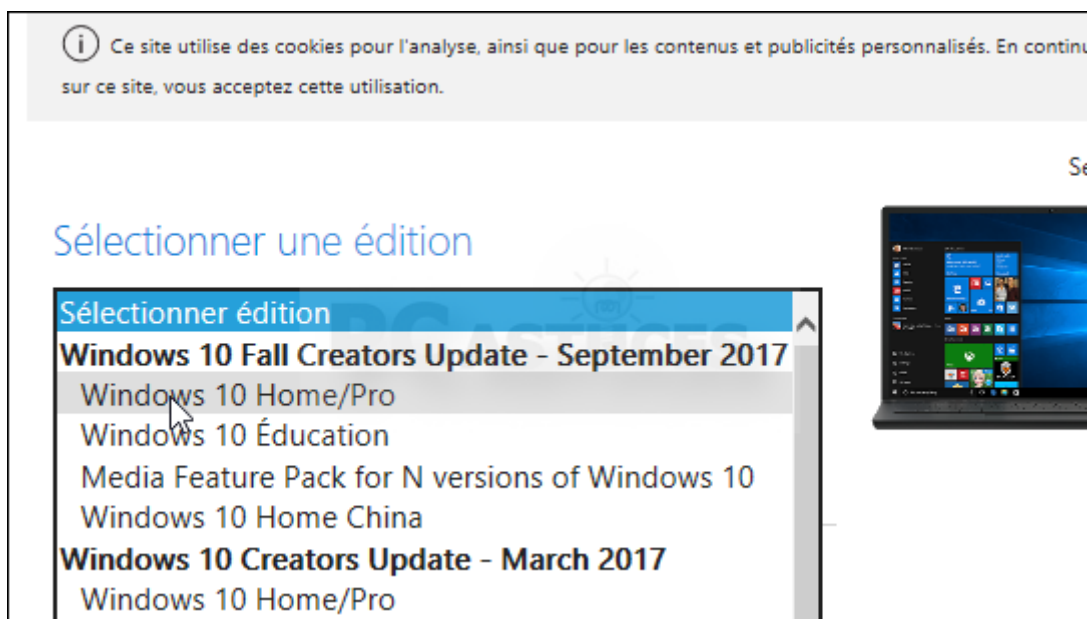 Ce site utilise des cookies pour l'analyse, ainsi que pour les contenus et publicités personnalisés. En
sur ce site, vous acceptez cette utilisation.
Sélectionner une édition
Sélectionner édition
PC ASTUCES
Windows 10 Fall Creators Update - September 2017
Windows 10 Home/Pro
Windows 10 Éducation
Media Feature Pack for N versions of Windows 10
Windows 10 Home China
Windows 10 Creators Update - March 2017
Windows 10 Home/Pro